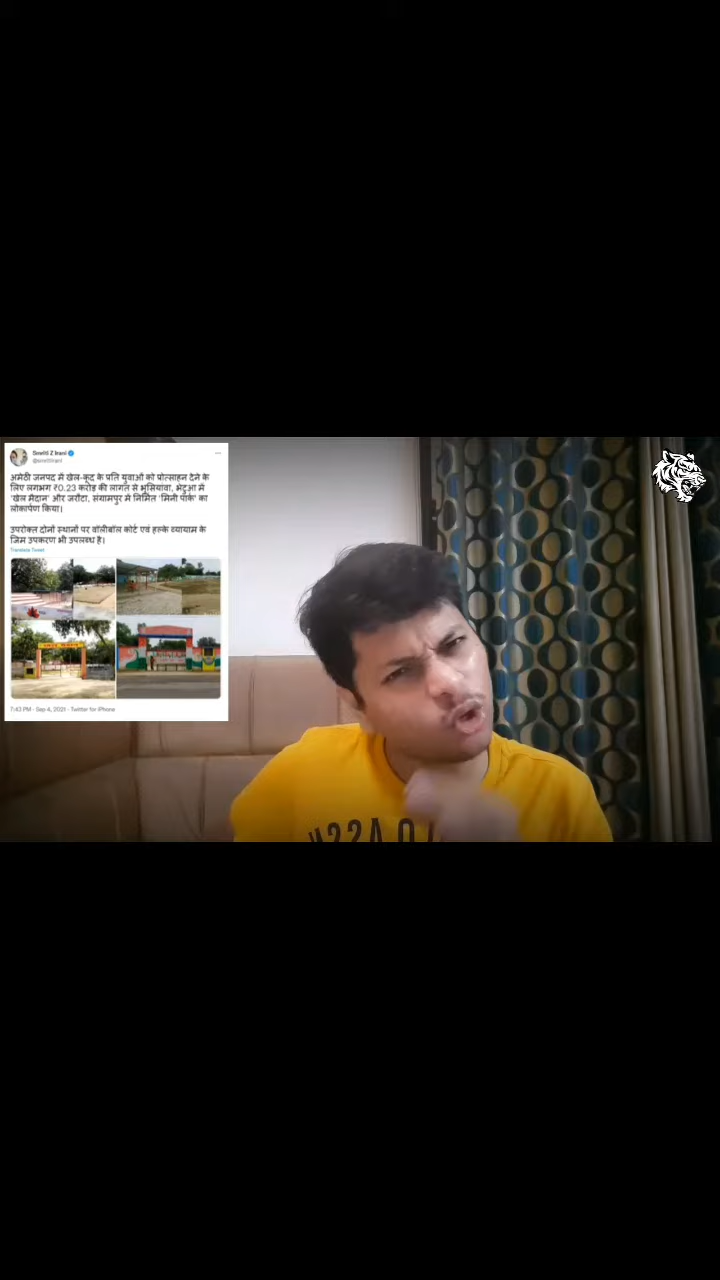 Smriti Z Irani
@smritiirani
अमेठी जनपद में खेल-कूद के प्रति युवाओं को प्रोत्साहन देने के
लिए लगभग ₹0.23 करोड़ की लागत से भुसियावा, भेटुआ में
'खेल मैदान' और जरौटा, संग्रामपुर में निर्मित 'मिनी पार्क' का
लोकार्पण किया।
उपरोक्त दोनों स्थानों पर वॉलीबॉल कोर्ट एवं हल्के व्यायाम के
जिम उपकरण भी उपलब्ध है।
Translate Tweet
7:43 PM · Sep 4, 2021 · Twitter for iPhone